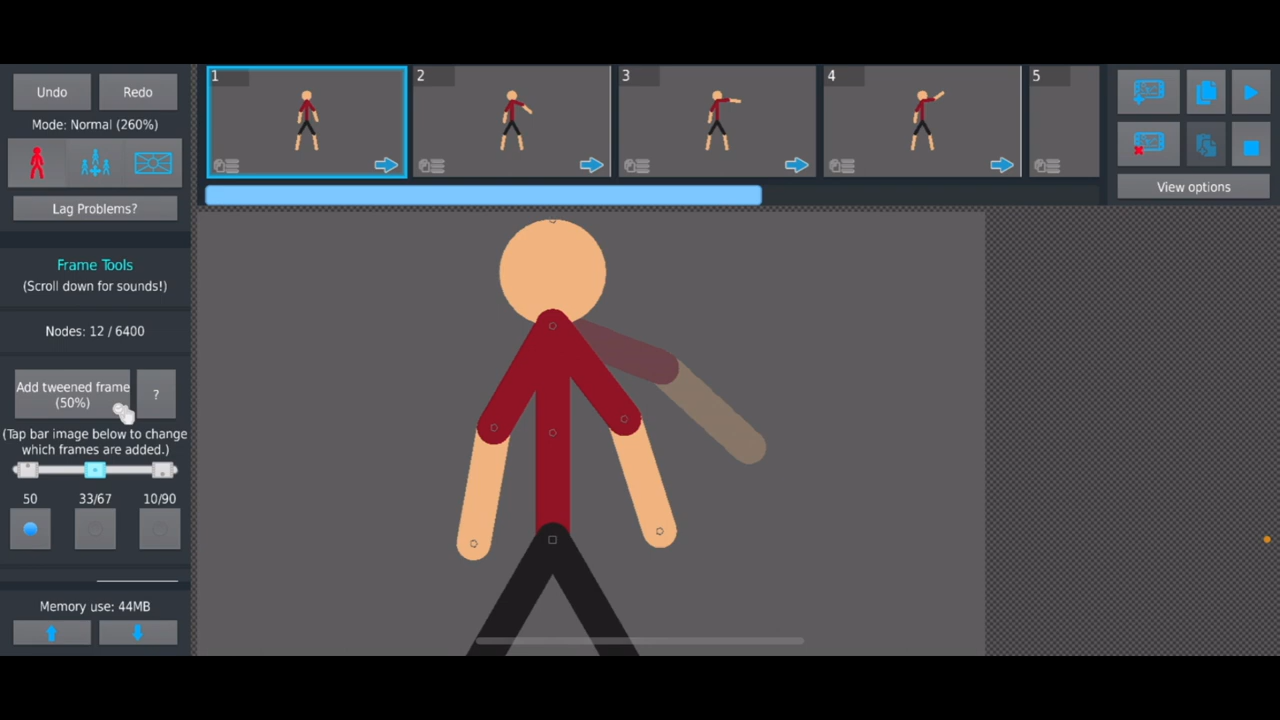 Undo
Redo
Mode: Normal (260%)
Lag Problems?
Frame Tools
(Scroll down for sounds!)
Nodes: 12 / 6400
Add tweened frame
(50%)
?
(Tap bar image below to change
which frames are added.)
50
33/67
10/90
Memory use: 44MB
1
2
3
4
5
View options